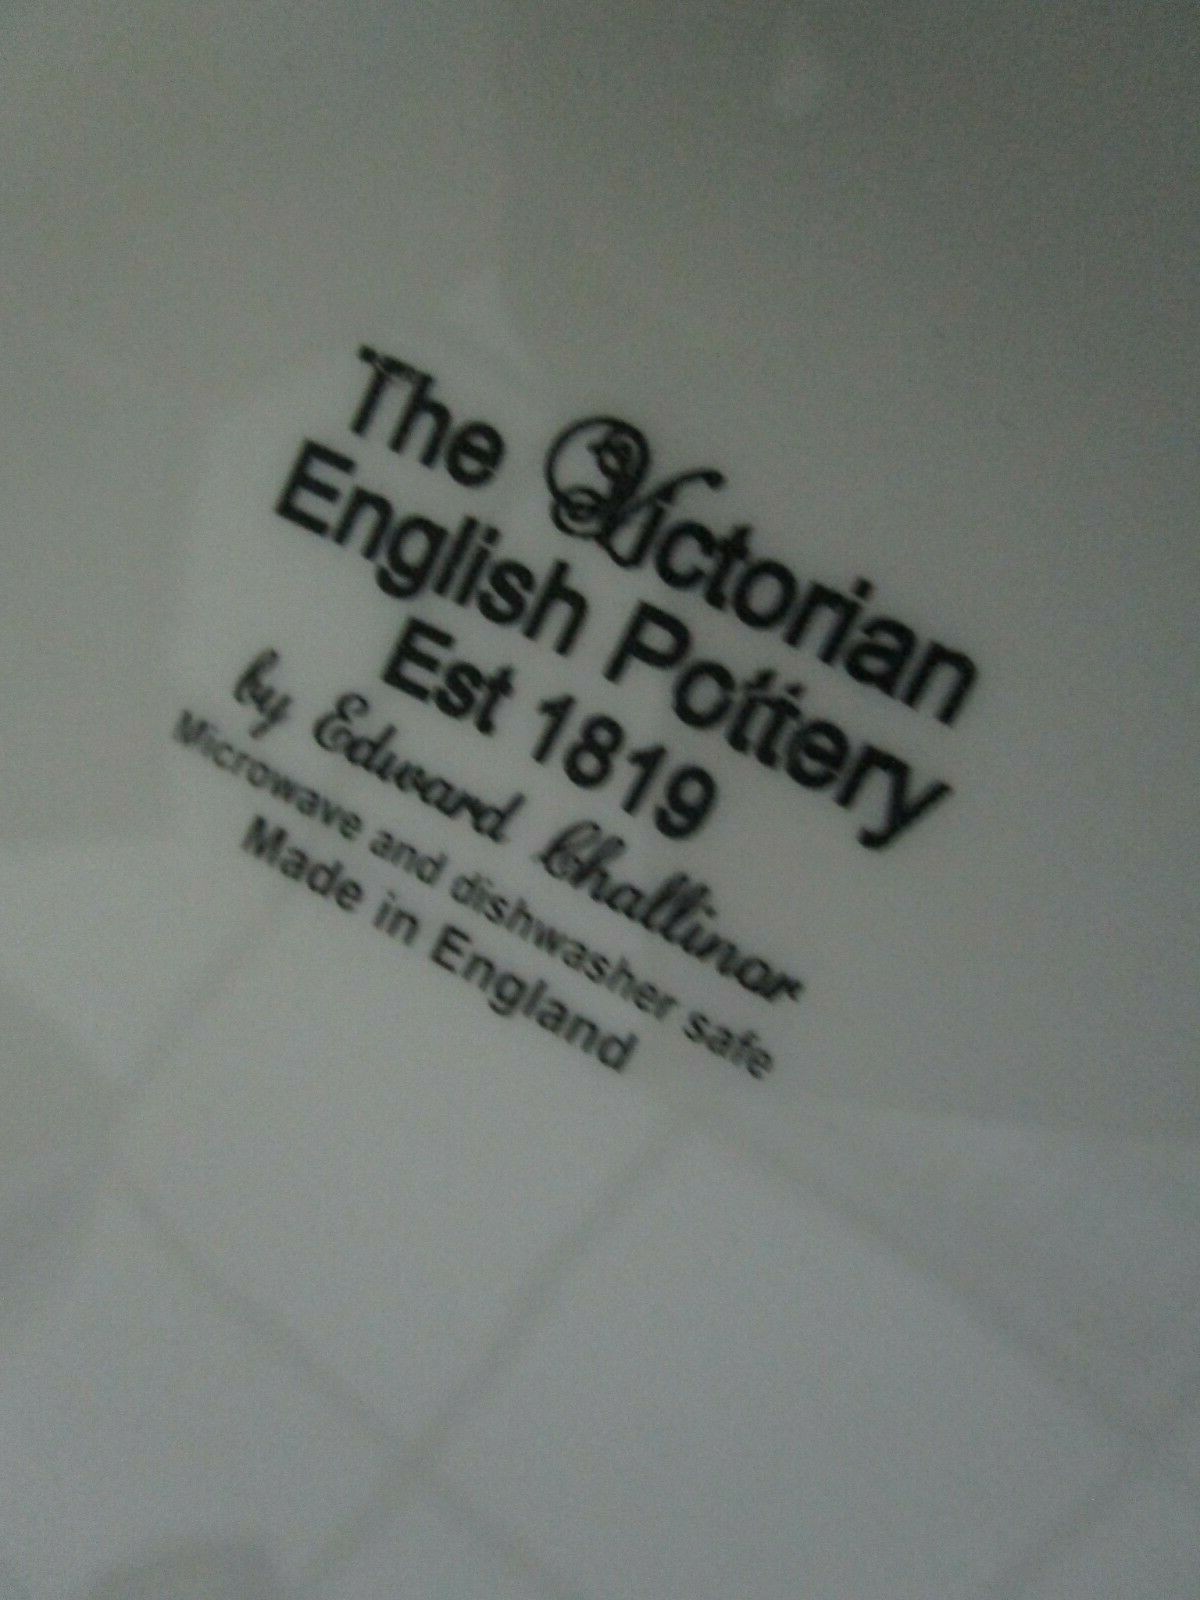 The Victorian
English Pottery
Est 1819
by Edward Challinor
Microwave and dishwasher safe
Made in England